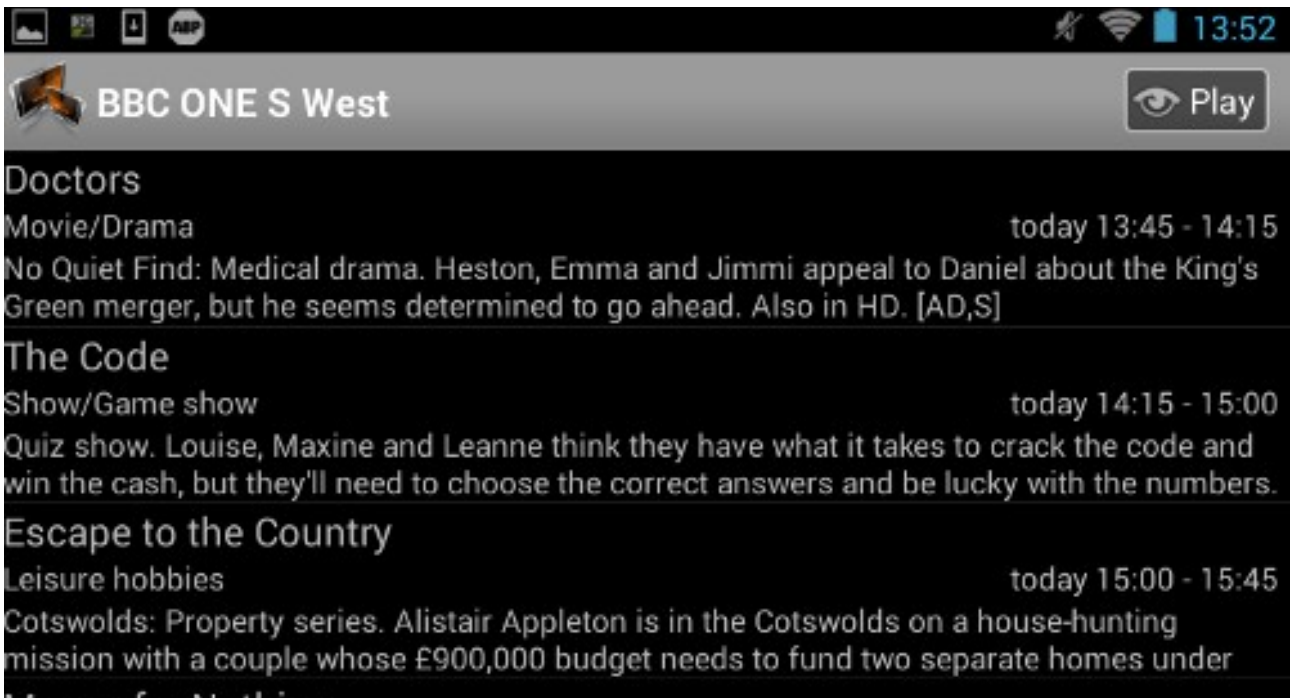 ABP
13:52
BBC ONE S West
Play
Doctors
Movie/Drama
today 13:45 - 14:15
No Quiet Find: Medical drama. Heston, Emma and Jimmi appeal to Daniel about the King's
Green merger, but he seems determined to go ahead. Also in HD. [AD,S]
The Code
Show/Game show
today 14:15 - 15:00
Quiz show. Louise, Maxine and Leanne think they have what it takes to crack the code and
win the cash, but they'll need to choose the correct answers and be lucky with the numbers.
Escape to the Country
Leisure hobbies
today 15:00 - 15:45
Cotswolds: Property series. Alistair Appleton is in the Cotswolds on a house-hunting
mission with a couple whose £900,000 budget needs to fund two separate homes under